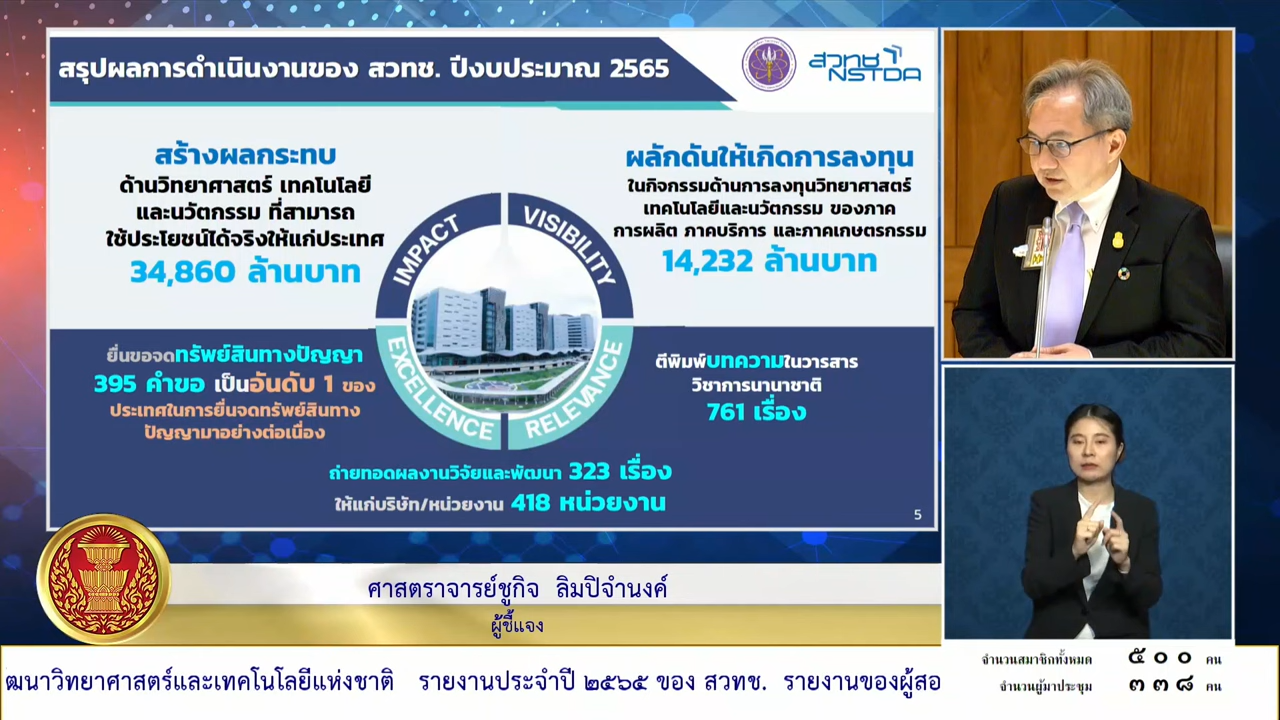 สรุปผลการดำเนินงานของ สวทช. ปีงบประมาณ 2565
สวทช
NSTDA
สร้างผลกระทบ
ด้านวิทยาศาสตร์ เทคโนโลยี
และนวัตกรรม ที่สามารถ
ใช้ประโยชน์ได้จริงให้แก่ประเทศ
34,860 ล้านบาท
ผลักดันให้เกิดการลงทุน
ในกิจกรรมด้านการลงทุนวิทยาศาสตร์
เทคโนโลยีและนวัตกรรม ของภาค
การผลิต ภาคบริการ และภาคเกษตรกรรม
14,232 ล้านบาท
IMPACT
VISIBILITY
EXCELLENCE
RELEVANCE
ยื่นขอจดทรัพย์สินทางปัญญา
395 คำขอ เป็นอันดับ 1 ของ
ประเทศในการยื่นจดทรัพย์สินทาง
ปัญญามาอย่างต่อเนื่อง
ตีพิมพ์บทความในวารสาร
วิชาการนานาชาติ
761 เรื่อง
ถ่ายทอดผลงานวิจัยและพัฒนา 323 เรื่อง
ให้แก่บริษัท/หน่วยงาน 418 หน่วยงาน
5
ศาสตราจารย์ชูกิจ ลิมปิจำนงค์
ผู้ชี้แจง
ฒนาวิทยาศาสตร์และเทคโนโลยีแห่งชาติ รายงานประจำปี ๒๕๖๕ ของ สวทช. รายงานของผู้สอ
จำนวนสมาชิกทั้งหมด ๕๐๐ คน
จำนวนผู้มาประชุม ๓๓๘ คน